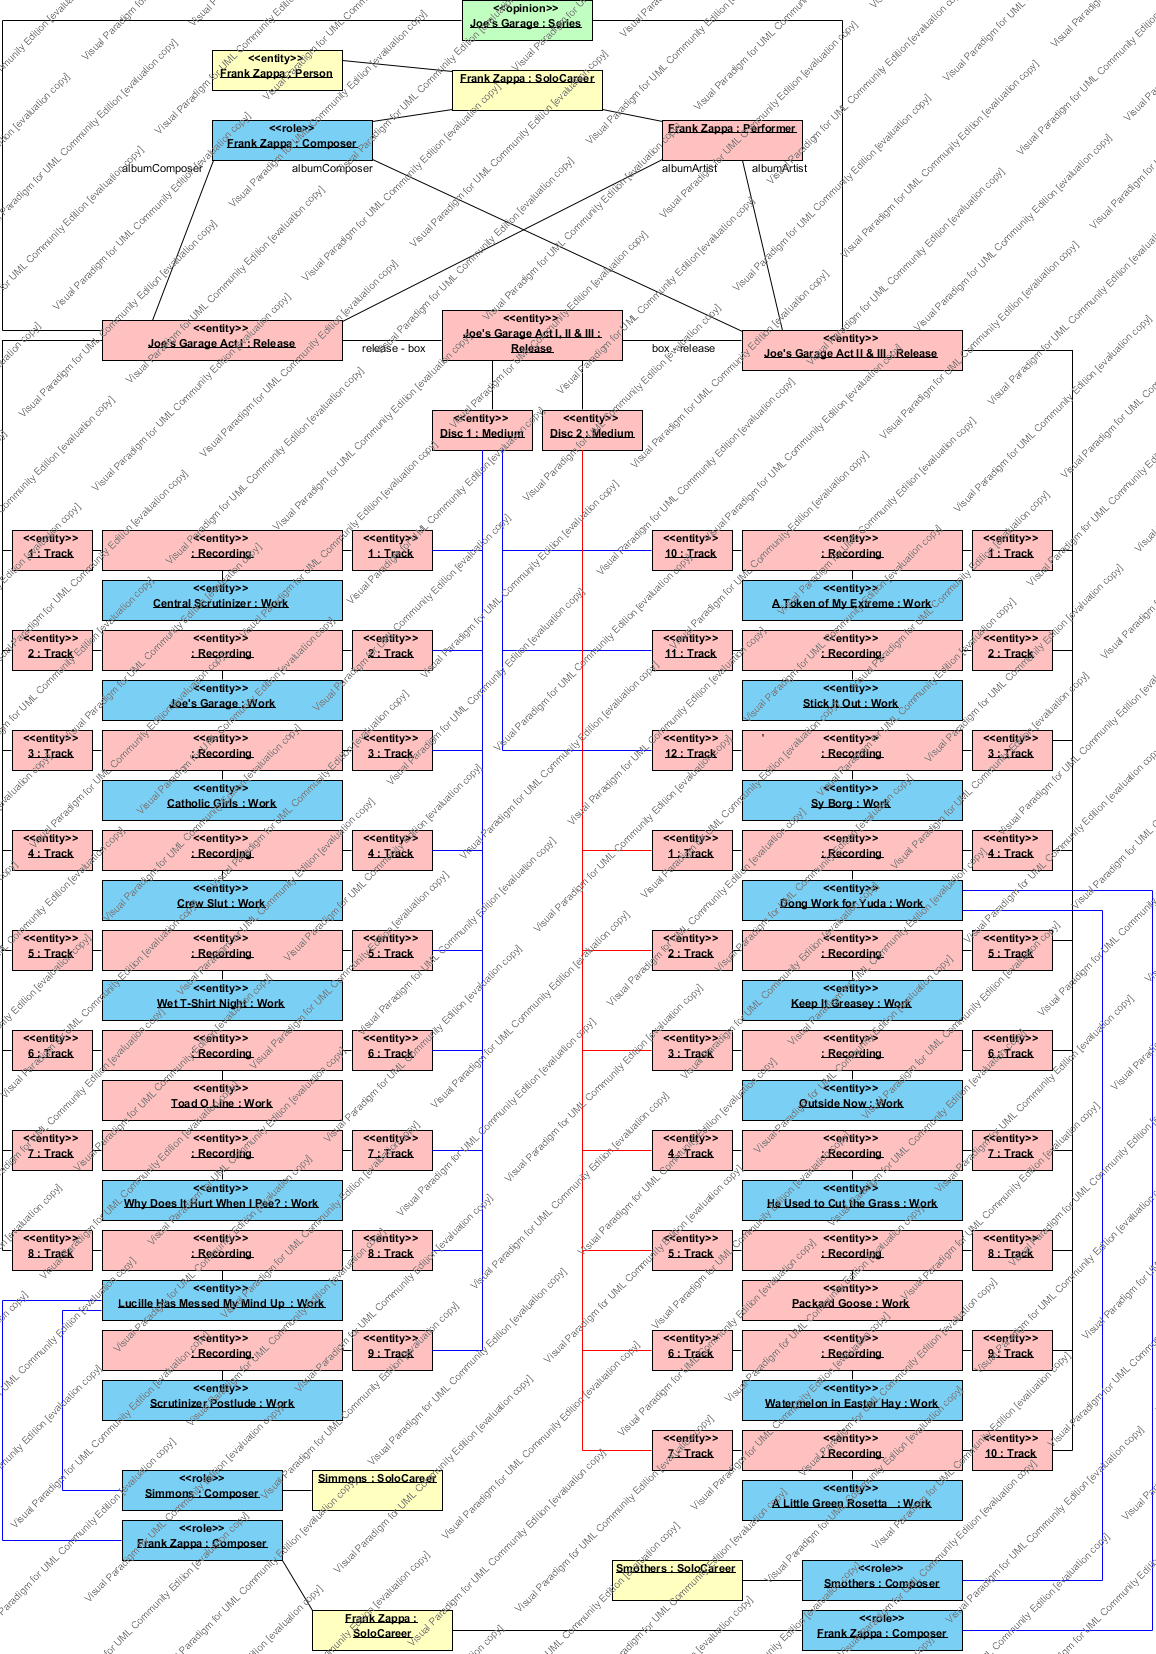 <<opinion>>
Joe's Garage : Series
<<entity>>
Frank Zappa : Person
Frank Zappa : SoloCareer
<<role>>
Frank Zappa : Composer
Frank Zappa : Performer
albumComposer
albumComposer
albumArtist
albumArtist
<<entity>>
Joe's Garage Act I : Release
release - box
<<entity>>
Joe's Garage Act I, II & III :
Release
box - release
<<entity>>
Joe's Garage Act II & III : Release
<<entity>>
Disc 1 : Medium
<<entity>>
Disc 2 : Medium
<<entity>>
1 : Track
<<entity>>
: Recording
<<entity>>
1 : Track
<<entity>>
10 : Track
<<entity>>
: Recording
<<entity>>
1 : Track
<<entity>>
Central Scrutinizer : Work
<<entity>>
A Token of My Extreme : Work
<<entity>>
2 : Track
<<entity>>
: Recording
<<entity>>
2 : Track
<<entity>>
11 : Track
<<entity>>
: Recording
<<entity>>
2 : Track
<<entity>>
Joe's Garage : Work
<<entity>>
Stick It Out : Work
<<entity>>
3 : Track
<<entity>>
: Recording
<<entity>>
3 : Track
<<entity>>
12 : Track
<<entity>>
: Recording
<<entity>>
3 : Track
<<entity>>
Catholic Girls : Work
<<entity>>
Sy Borg : Work
<<entity>>
4 : Track
<<entity>>
: Recording
<<entity>>
4 : Track
<<entity>>
1 : Track
<<entity>>
: Recording
<<entity>>
4 : Track
<<entity>>
Crew Slut : Work
<<entity>>
Dong Work for Yuda : Work
<<entity>>
5 : Track
<<entity>>
: Recording
<<entity>>
5 : Track
<<entity>>
2 : Track
<<entity>>
: Recording
<<entity>>
5 : Track
<<entity>>
Wet T-Shirt Night : Work
<<entity>>
Keep It Greasey : Work
<<entity>>
6 : Track
<<entity>>
: Recording
<<entity>>
6 : Track
<<entity>>
3 : Track
<<entity>>
: Recording
<<entity>>
6 : Track
<<entity>>
Toad O Line : Work
<<entity>>
Outside Now : Work
<<entity>>
7 : Track
<<entity>>
: Recording
<<entity>>
7 : Track
<<entity>>
4 : Track
<<entity>>
: Recording
<<entity>>
7 : Track
<<entity>>
Why Does It Hurt When I Pee? : Work
<<entity>>
He Used to Cut the Grass : Work
<<entity>>
8 : Track
<<entity>>
: Recording
<<entity>>
8 : Track
<<entity>>
5 : Track
<<entity>>
: Recording
<<entity>>
8 : Track
<<entity>>
Lucille Has Messed My Mind Up : Work
<<entity>>
Packard Goose : Work
<<entity>>
: Recording
<<entity>>
9 : Track
<<entity>>
6 : Track
<<entity>>
: Recording
<<entity>>
9 : Track
<<entity>>
Scrutinizer Postlude : Work
<<entity>>
Watermelon in Easter Hay : Work
<<entity>>
7 : Track
<<entity>>
: Recording
<<entity>>
10 : Track
<<role>>
Simmons : Composer
Simmons : SoloCareer
<<entity>>
A Little Green Rosetta : Work
<<role>>
Frank Zappa : Composer
Smothers : SoloCareer
<<role>>
Smothers : Composer
Frank Zappa :
SoloCareer
<<role>>
Frank Zappa : Composer
Visual Paradigm for UML Community Edition [evaluation copy]